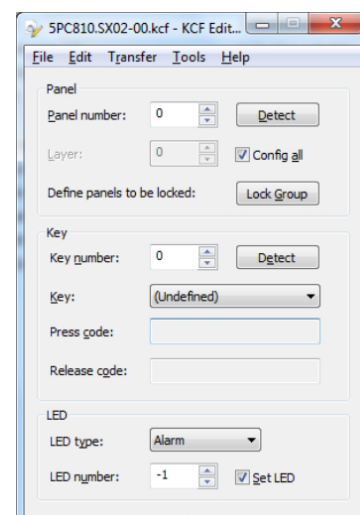 5PC810.SX02-00.kcf - KCF Edit...
File Edit Transfer Tools Help
Panel
Panel number: 0 Detect
Layer: 0 Config all
Define panels to be locked: Lock Group
Key
Key number: 0 Detect
Key: (Undefined)
Press code:
Release code:
LED
LED type: Alarm
LED number: -1 Set LED